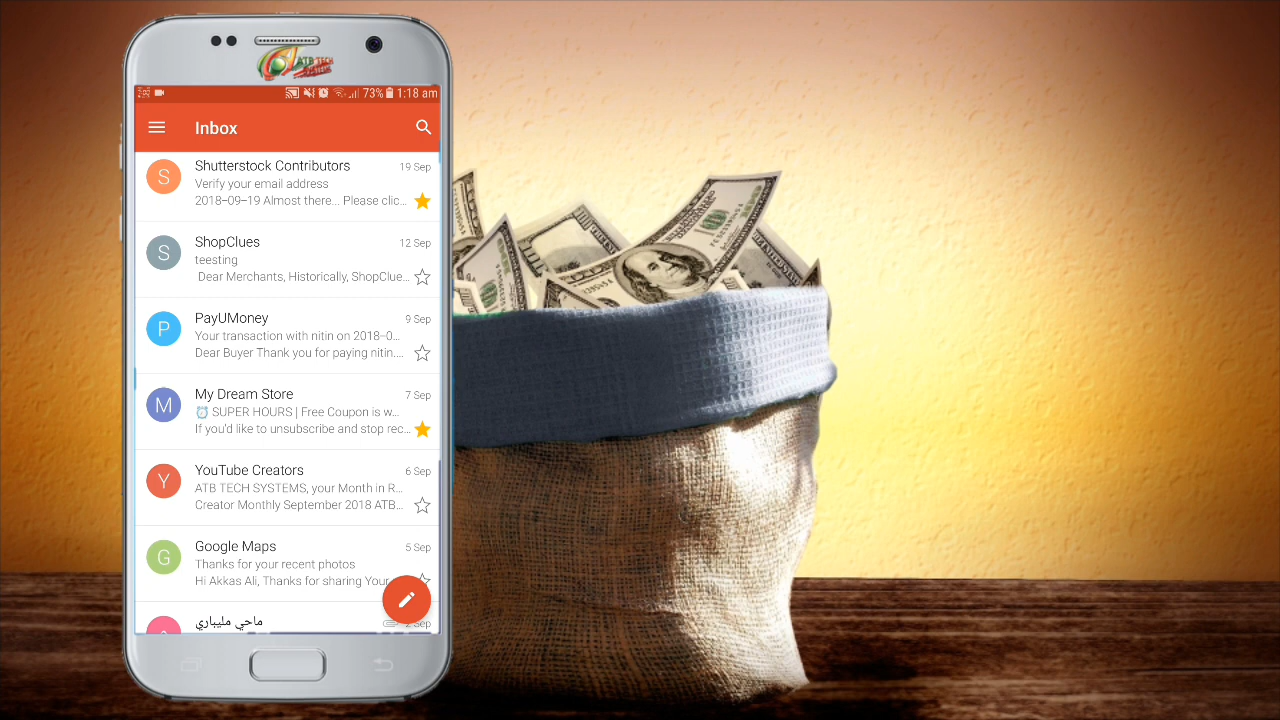 ATB TECH
SYSTEMS
73% 1:18 am
Inbox
S
Shutterstock Contributors 19 Sep
Verify your email address
2018-09-19 Almost there... Please clic...
S
ShopClues 12 Sep
teesting
Dear Merchants, Historically, ShopClue...
P
PayUMoney 9 Sep
Your transaction with nitin on 2018-0...
Dear Buyer Thank you for paying nitin....
M
My Dream Store 7 Sep
⏰ SUPER HOURS | Free Coupon is w...
If you'd like to unsubscribe and stop rec...
Y
YouTube Creators 6 Sep
ATB TECH SYSTEMS, your Month in R...
Creator Monthly September 2018 ATB...
G
Google Maps 5 Sep
Thanks for your recent photos
Hi Akkas Ali, Thanks for sharing Your
ماحي مليباري 2 Sep